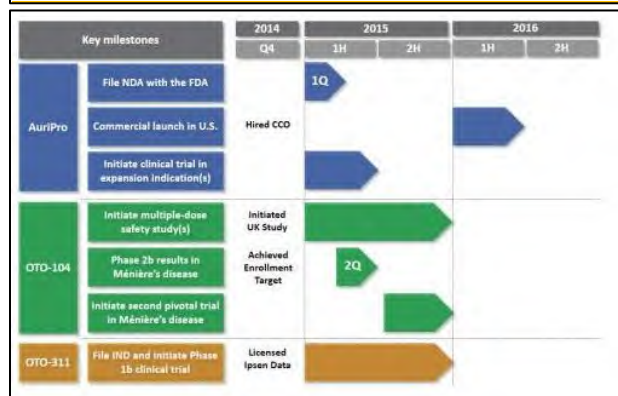 Key milestones
2014
2015
2016
Q4
1H
2H
1H
2H
AuriPro
File NDA with the FDA
1Q
Commercial launch in U.S.
Hired CCO
Initiate clinical trial in
expansion indication(s)
OTO-104
Initiate multiple-dose
safety study(s)
Initiated
UK Study
Phase 2b results in
Ménière's disease
Achieved
Enrollment
Target
2Q
Initiate second pivotal trial
in Ménière's disease
OTO-311
File IND and initiate Phase
1b clinical trial
Licensed
Ipsen Data